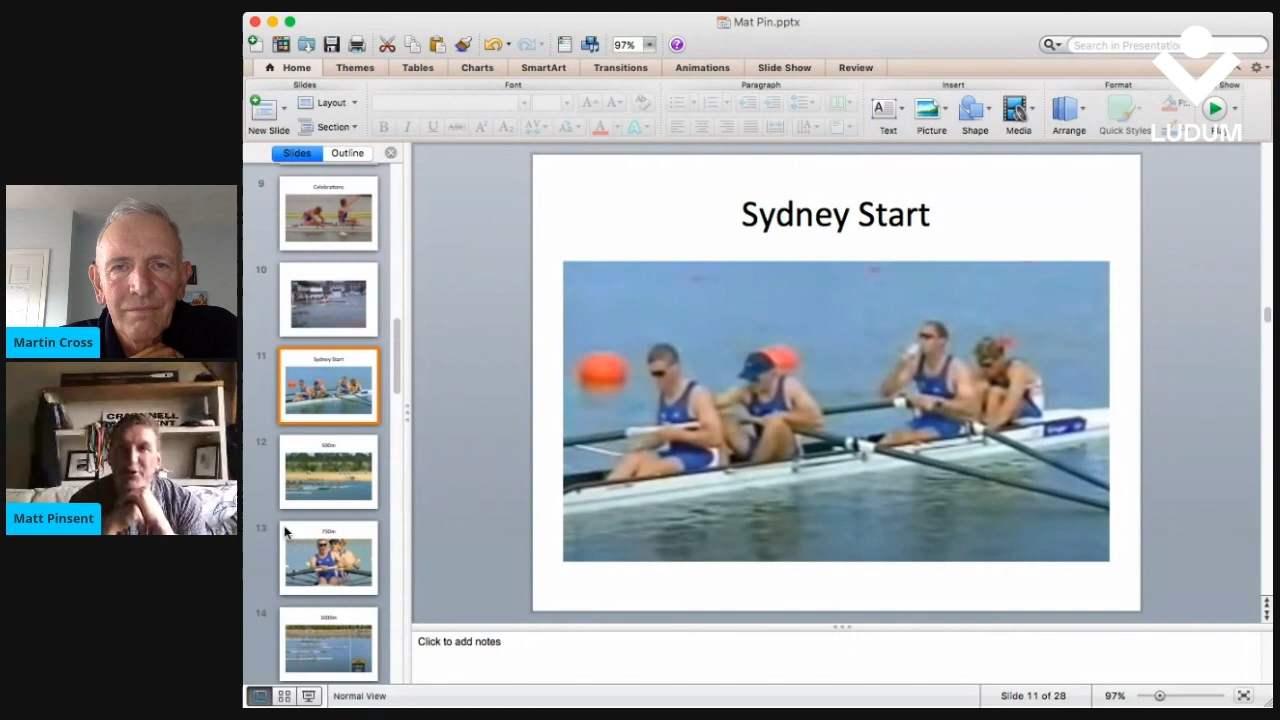 Mat Pin.pptx
97%
Search in Presentation
LUDUM
Home
Themes
Tables
Charts
SmartArt
Transitions
Animations
Slide Show
Review
Slides
Font
Paragraph
Insert
Format
Show
New Slide
Layout
Section
Text
Picture
Shape
Media
Arrange
Quick Styles
Slides
Outline
9
Celebrations
10
11
Sydney Start
12
500m
13
750m
14
1000m
Sydney Start
Click to add notes
Normal View
Slide 11 of 28
97%
Martin Cross
Matt Pinsent